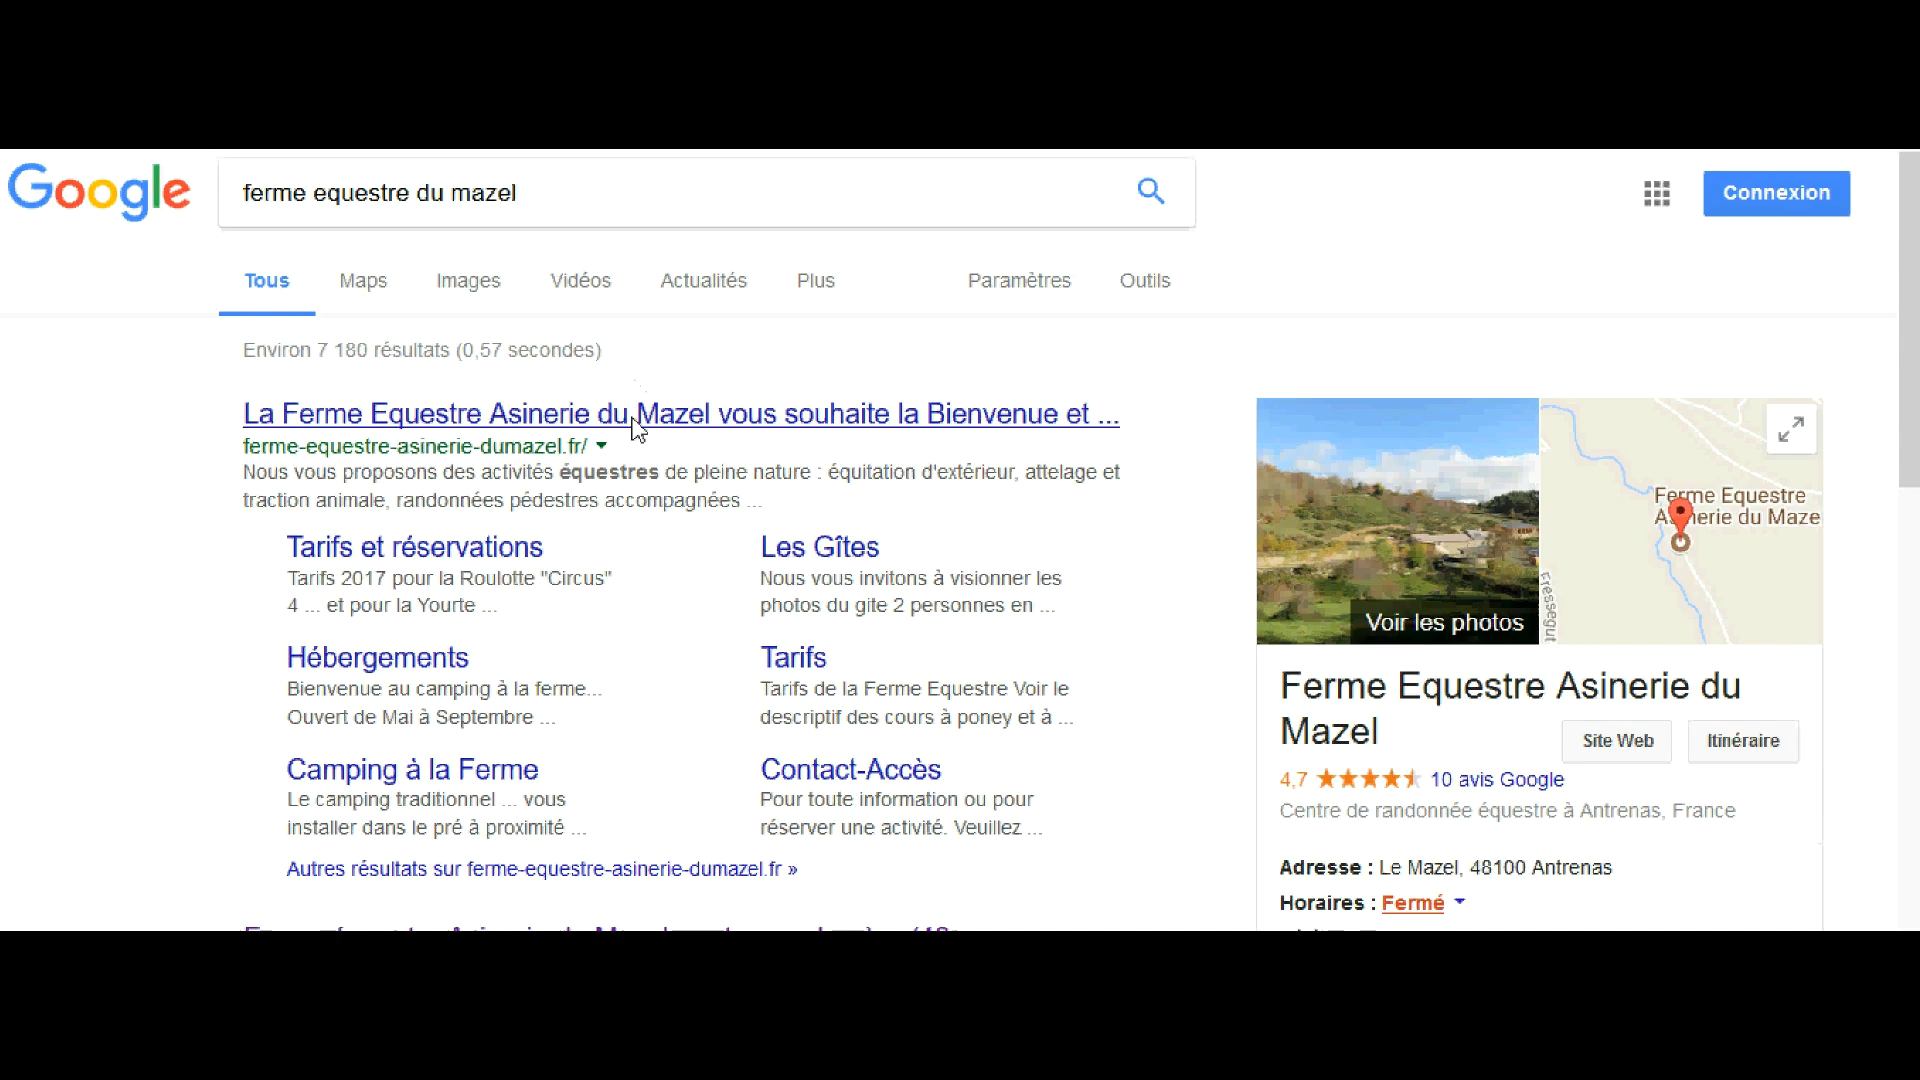 Google
ferme equestre du mazel
Connexion
Tous Maps Images Vidéos Actualités Plus Paramètres Outils
Environ 7 180 résultats (0,57 secondes)
La Ferme Equestre Asinerie du Mazel vous souhaite la Bienvenue et ...
ferme-equestre-asinerie-dumazel.fr/
Nous vous proposons des activités équestres de pleine nature : équitation d'extérieur, attelage et
traction animale, randonnées pédestres accompagnées ...
Tarifs et réservations
Tarifs 2017 pour la Roulotte "Circus"
4 ... et pour la Yourte ...
Les Gîtes
Nous vous invitons à visionner les
photos du gite 2 personnes en ...
Hébergements
Bienvenue au camping à la ferme...
Ouvert de Mai à Septembre ...
Tarifs
Tarifs de la Ferme Equestre Voir le
descriptif des cours à poney et à ...
Camping à la Ferme
Le camping traditionnel ... vous
installer dans le pré à proximité ...
Contact-Accès
Pour toute information ou pour
réserver une activité. Veuillez ...
Autres résultats sur ferme-equestre-asinerie-dumazel.fr »
Voir les photos
Ferme Equestre
Asinerie du Maze
Fressegut
Ferme Equestre Asinerie du
Mazel
Site Web Itinéraire
4,7 10 avis Google
Centre de randonnée équestre à Antrenas, France
Adresse : Le Mazel, 48100 Antrenas
Horaires : Fermé